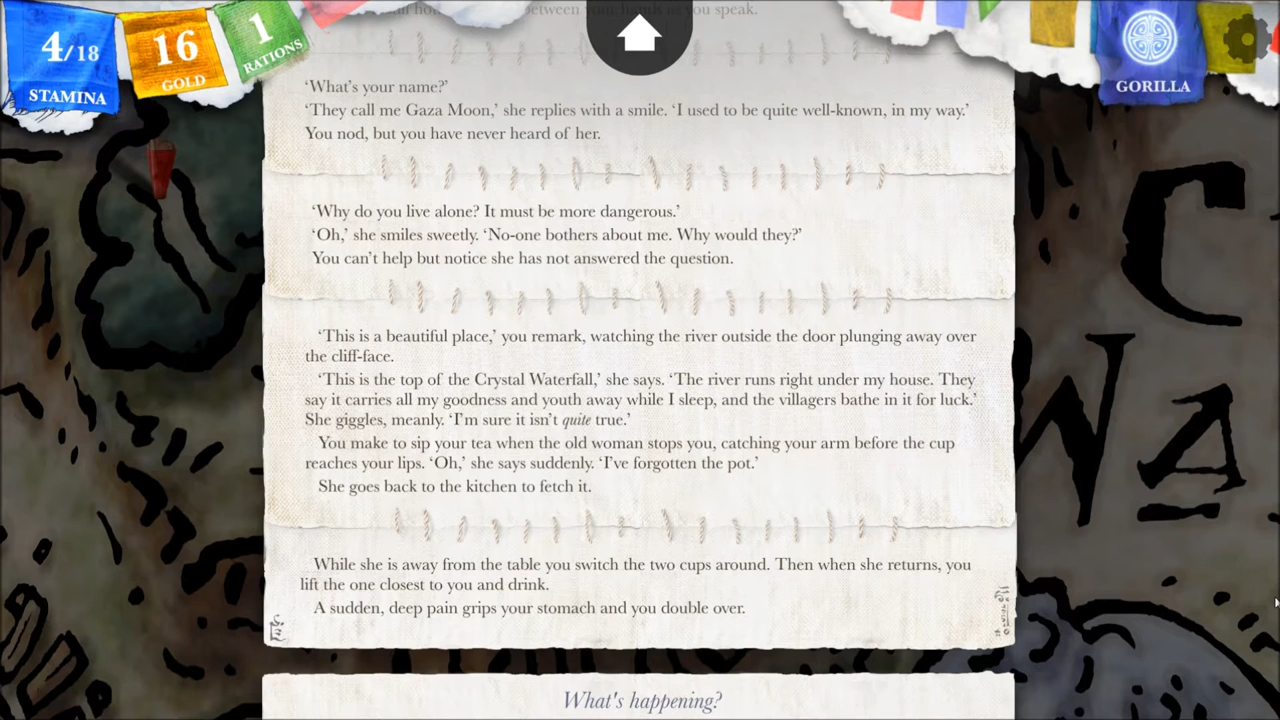 4/18
STAMINA
16
GOLD
1
RATIONS
GORILLA
you speak.
‘What’s your name?’
‘They call me Gaza Moon,’ she replies with a smile. ‘I used to be quite well-known, in my way.’
You nod, but you have never heard of her.
‘Why do you live alone? It must be more dangerous.’
‘Oh,’ she smiles sweetly. ‘No-one bothers about me. Why would they?’
You can’t help but notice she has not answered the question.
‘This is a beautiful place,’ you remark, watching the river outside the door plunging away over
the cliff-face.
‘This is the top of the Crystal Waterfall,’ she says. ‘The river runs right under my house. They
say it carries all my goodness and youth away while I sleep, and the villagers bathe in it for luck.’
She giggles, meanly. ‘I’m sure it isn’t quite true.’
You make to sip your tea when the old woman stops you, catching your arm before the cup
reaches your lips. ‘Oh,’ she says suddenly. ‘I’ve forgotten the pot.’
She goes back to the kitchen to fetch it.
While she is away from the table you switch the two cups around. Then when she returns, you
lift the one closest to you and drink.
A sudden, deep pain grips your stomach and you double over.
What's happening?
C
Wa